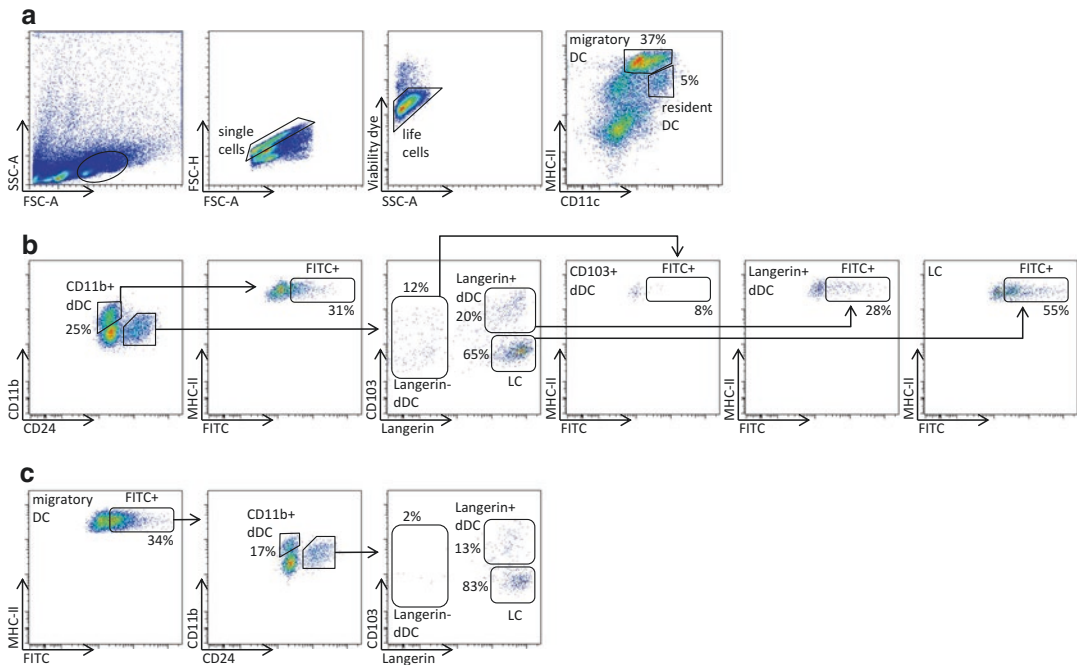 a
SSC-A
FSC-A
single
cells
FSC-H
FSC-A
life
cells
Viability dye
SSC-A
migratory
DC
37%
5%
resident
DC
MHC-II
CD11c
b
CD11b+
dDC
25%
CD11b
CD24
FITC+
31%
MHC-II
FITC
12%
Langerin+
dDC
20%
65%
LC
Langerin-
dDC
CD103
Langerin
CD103+
dDC
FITC+
8%
MHC-II
FITC
Langerin+
dDC
FITC+
28%
MHC-II
FITC
LC
FITC+
55%
MHC-II
FITC
c
migratory
DC
FITC+
34%
MHC-II
FITC
CD11b+
dDC
17%
CD11b
CD24
2%
Langerin+
dDC
13%
83%
LC
Langerin-
dDC
CD103
Langerin